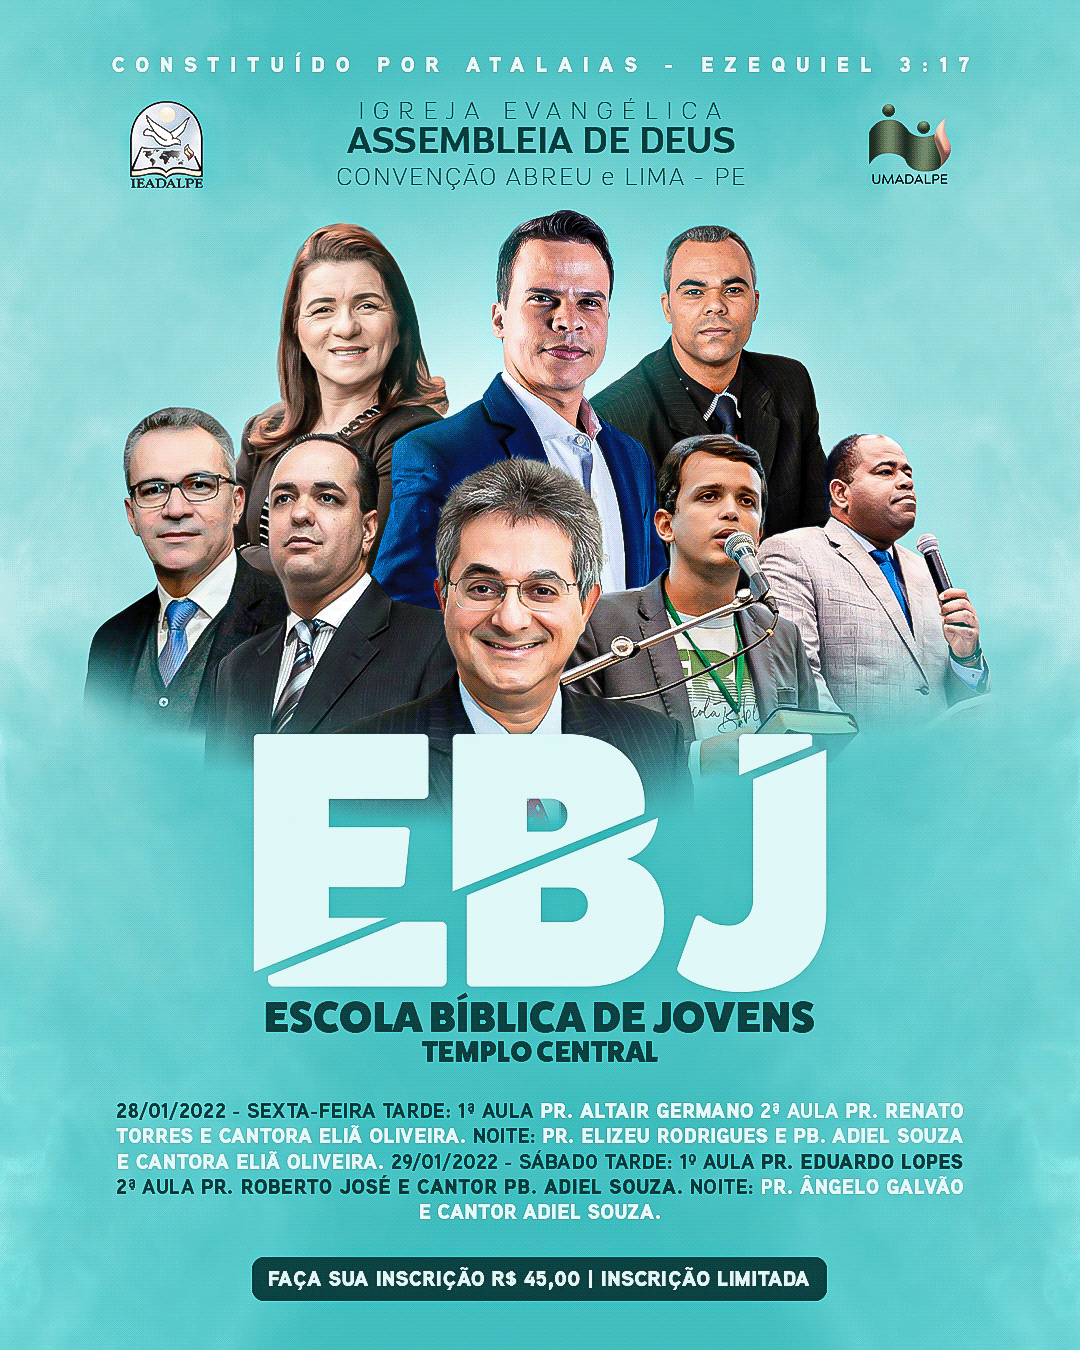 CONSTITUÍDO POR ATALAIAS - EZEQUIEL 3:17
IGREJA EVANGÉLICA
ASSEMBLEIA DE DEUS
CONVENÇÃO ABREU e LIMA - PE
IEADALPE
UMADALPE
EBJ
ESCOLA BÍBLICA DE JOVENS
TEMPLO CENTRAL
28/01/2022 - SEXTA-FEIRA TARDE: 1ª AULA PR. ALTAIR GERMANO 2ª AULA PR. RENATO
TORRES E CANTORA ELIÃ OLIVEIRA. NOITE: PR. ELIZEU RODRIGUES E PB. ADIEL SOUZA
E CANTORA ELIÃ OLIVEIRA. 29/01/2022 - SÁBADO TARDE: 1º AULA PR. EDUARDO LOPES
2ª AULA PR. ROBERTO JOSÉ E CANTOR PB. ADIEL SOUZA. NOITE: PR. ÂNGELO GALVÃO
E CANTOR ADIEL SOUZA.
FAÇA SUA INSCRIÇÃO R$ 45,00 | INSCRIÇÃO LIMITADA